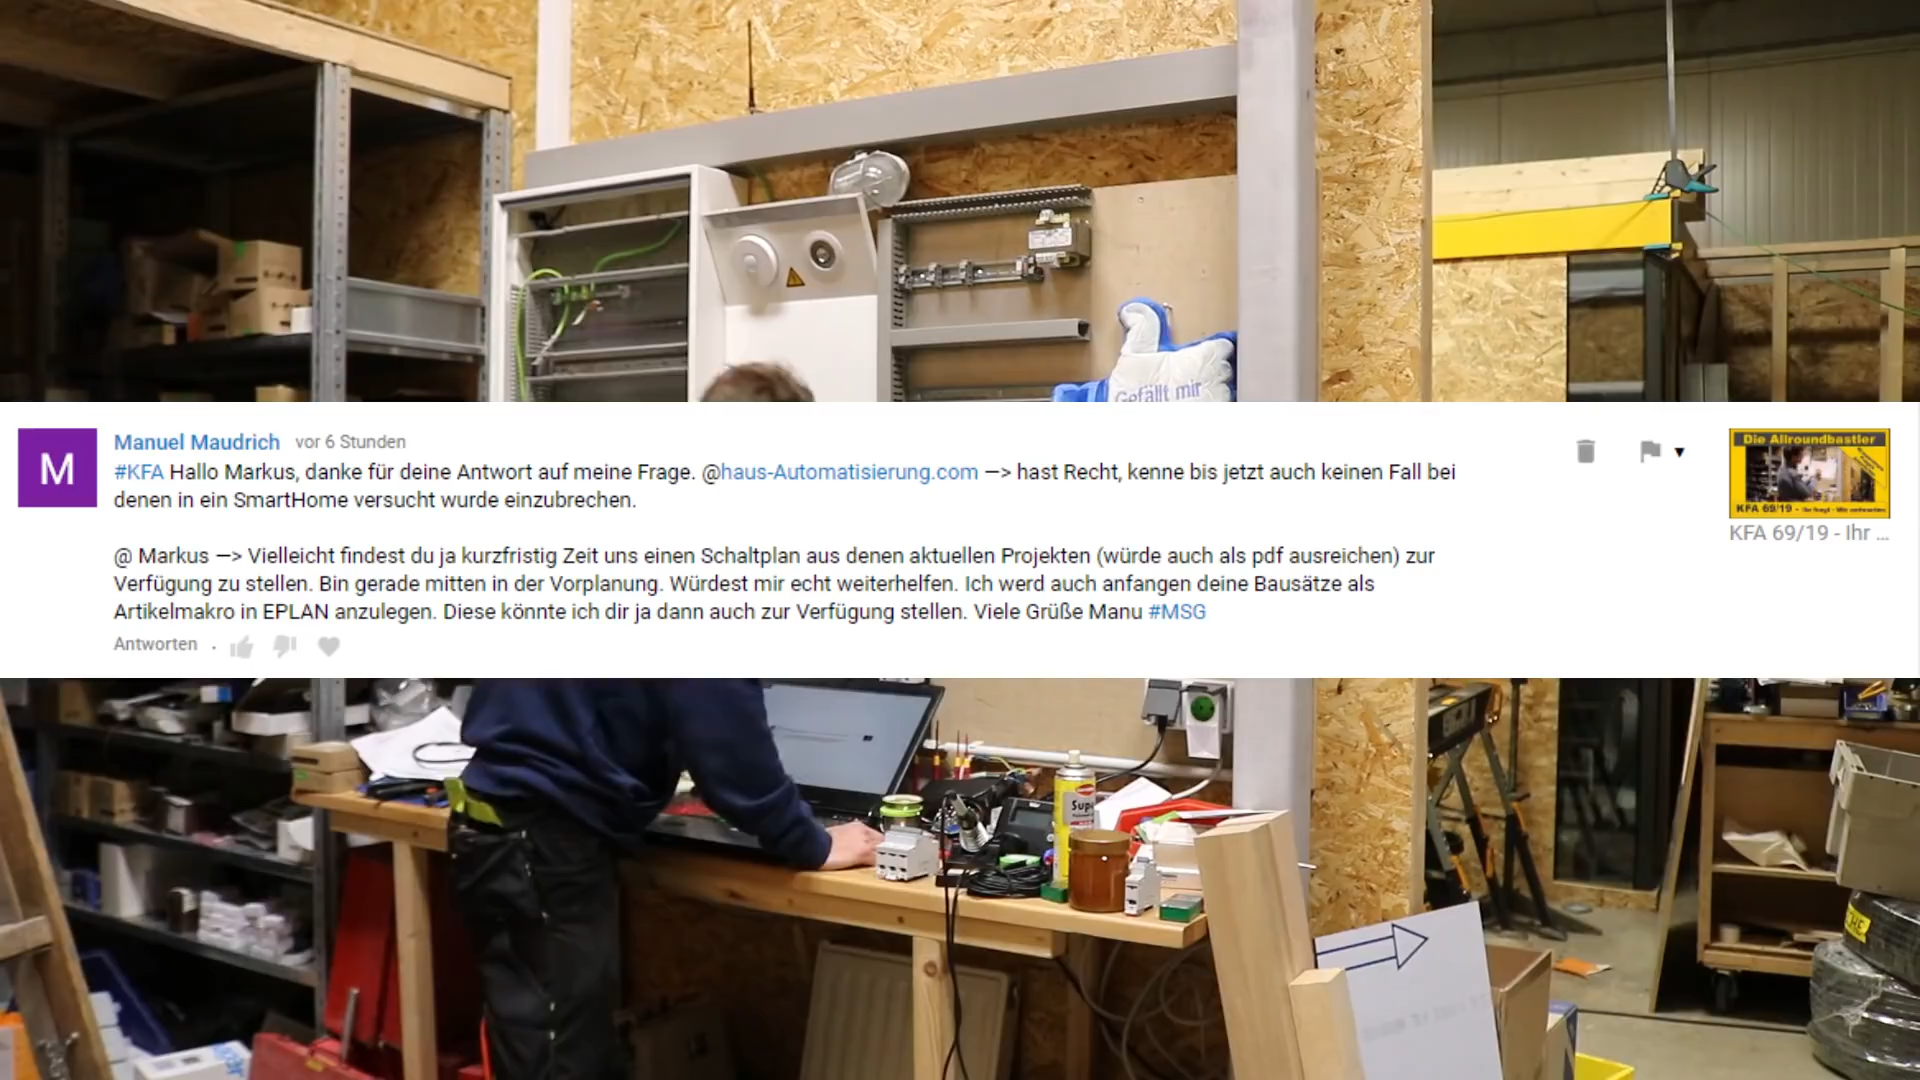 Gefällt mir
Manuel Maudrich vor 6 Stunden
#KFA Hallo Markus, danke für deine Antwort auf meine Frage. @haus-Automatisierung.com —> hast Recht, kenne bis jetzt auch keinen Fall bei
denen in ein SmartHome versucht wurde einzubrechen.
@ Markus —> Vielleicht findest du ja kurzfristig Zeit uns einen Schaltplan aus denen aktuellen Projekten (würde auch als pdf ausreichen) zur
Verfügung zu stellen. Bin gerade mitten in der Vorplanung. Würdest mir echt weiterhelfen. Ich werd auch anfangen deine Bausätze als
Artikelmakro in EPLAN anzulegen. Diese könnte ich dir ja dann auch zur Verfügung stellen. Viele Grüße Manu #MSG
Antworten .
M
Die Allroundbastler
KFA 69/19 - Ihr fragt - Wir antworten
KFA 69/19 - Ihr ...
Sup